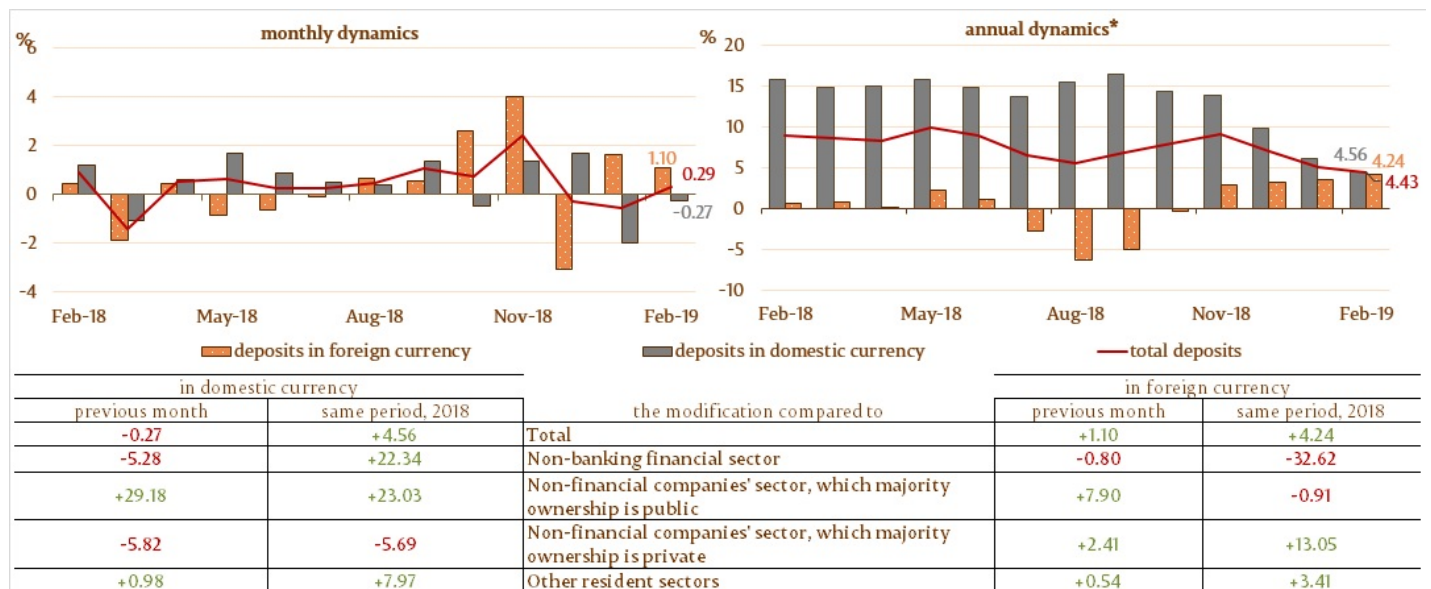 monthly dynamics
%
6
4
2
0
-2
-4
1.10
0.29
-0.27
Feb-18 May-18 Aug-18 Nov-18 Feb-19
annual dynamics*
%
20
15
10
5
0
-5
-10
4.56
4.24
4.43
Feb-18 May-18 Aug-18 Nov-18 Feb-19
deposits in foreign currency deposits in domestic currency total deposits
in domestic currency in foreign currency
previous month same period, 2018 the modification compared to previous month same period, 2018
-0.27 +4.56 Total +1.10 +4.24
-5.28 +22.34 Non-banking financial sector -0.80 -32.62
+29.18 +23.03 Non-financial companies' sector, which majority
ownership is public +7.90 -0.91
-5.82 -5.69 Non-financial companies' sector, which majority
ownership is private +2.41 +13.05
+0.98 +7.97 Other resident sectors +0.54 +3.41